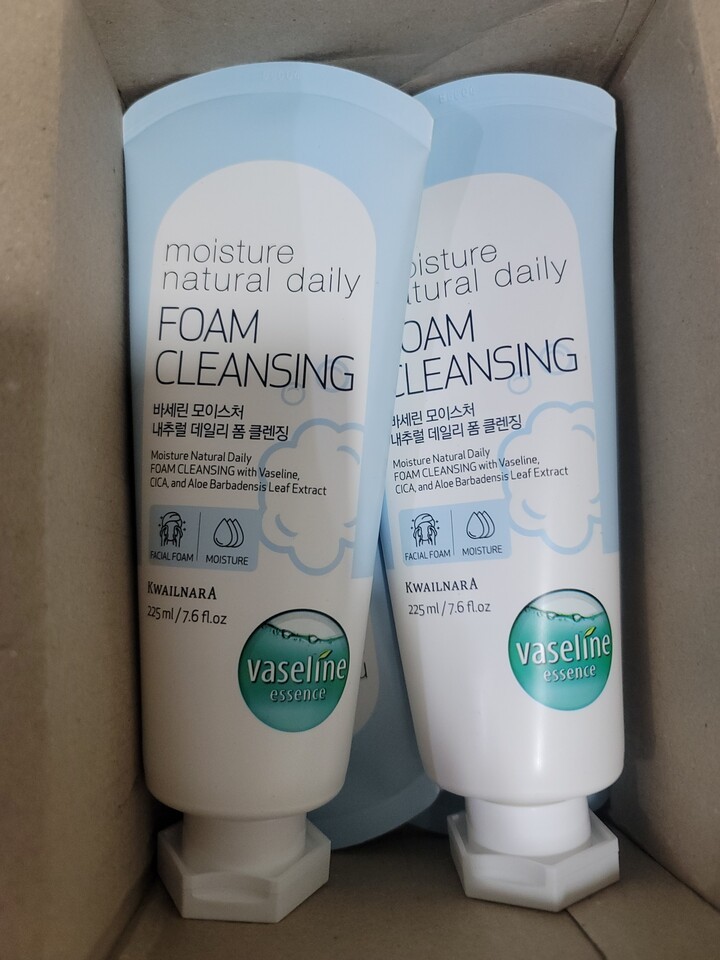 moisture
natural daily
FOAM
CLEANSING
바세린 모이스처
내추럴 데일리 폼 클렌징
Moisture Natural Daily
FOAM CLEANSING with Vaseline,
CICA, and Aloe Barbadensis Leaf Extract
FACIAL FOAM
MOISTURE
KWAILNARA
225 ml / 7.6 fl.oz
vaseline
essence
oisture
tural daily
OAM
CLEANSING
바세린 모이스처
내추럴 데일리 폼 클렌징
Moisture Natural Daily
FOAM CLEANSING with Vaseline,
CICA, and Aloe Barbadensis Leaf Extract
FACIAL FOAM
MOISTURE
KWAILNARA
225 ml / 7.6 fl.oz
vaseline
essence